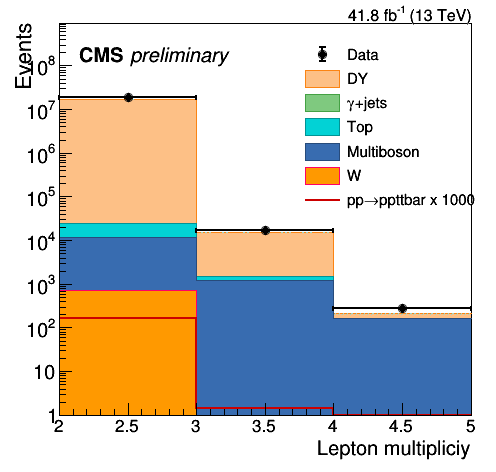 41.8 fb⁻¹ (13 TeV)
Events
CMS preliminary
Data
DY
γ+jets
Top
Multiboson
W
pp→ppttbar x 1000
10⁸
10⁷
10⁶
10⁵
10⁴
10³
10²
10
1
2 2.5 3 3.5 4 4.5 5
Lepton multipliciy